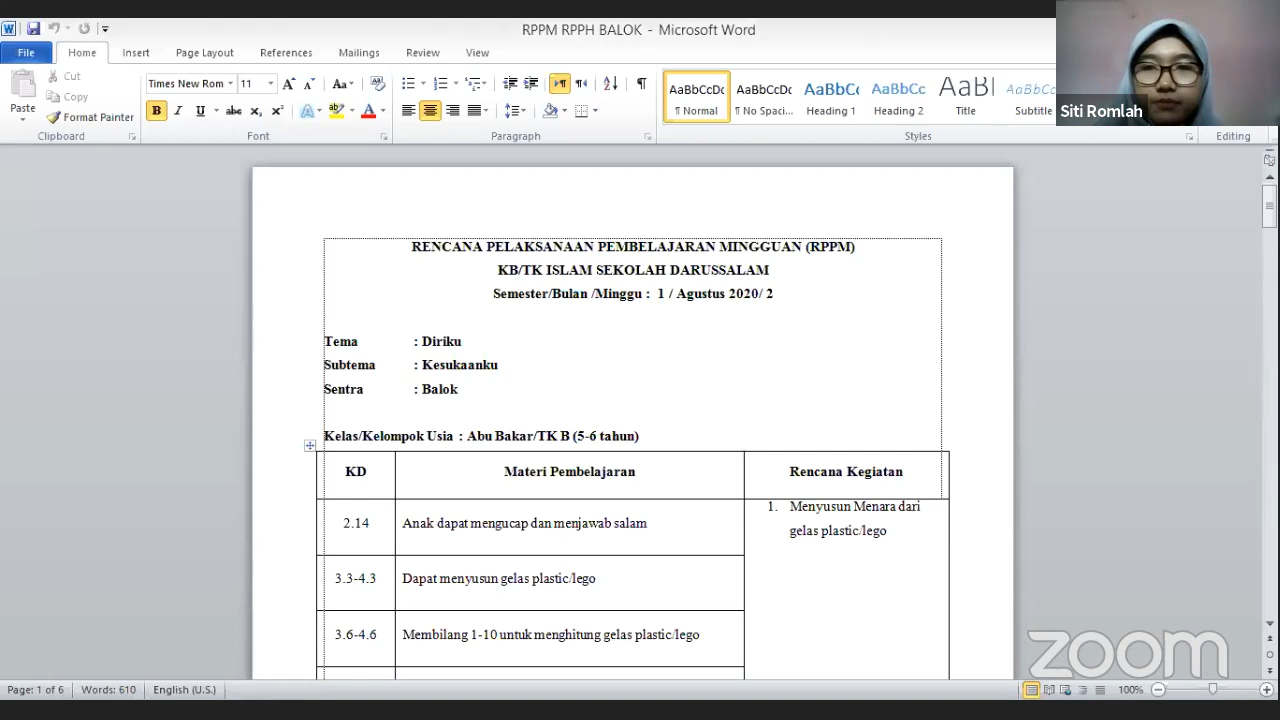 RPPM RPPH BALOK - Microsoft Word
File Home Insert Page Layout References Mailings Review View
Paste
Cut
Copy
Format Painter
Clipboard
Times New Rom 11
Font
Paragraph
AaBbCcDc AaBbCcDc AaBbCc AaBbCc AaBl AaBbCc
¶ Normal ¶ No Spaci... Heading 1 Heading 2 Title Subtitle
Styles
Editing
Siti Romlah
RENCANA PELAKSANAAN PEMBELAJARAN MINGGUAN (RPPM)
KB/TK ISLAM SEKOLAH DARUSSALAM
Semester/Bulan /Minggu : 1 / Agustus 2020/ 2
Tema : Diriku
Subtema : Kesukaanku
Sentra : Balok
Kelas/Kelompok Usia : Abu Bakar/TK B (5-6 tahun)
KD Materi Pembelajaran Rencana Kegiatan
2.14 Anak dapat mengucap dan menjawab salam
1. Menyusun Menara dari
gelas plastic/lego
3.3-4.3 Dapat menyusun gelas plastic/lego
3.6-4.6 Membilang 1-10 untuk menghitung gelas plastic/lego
zoom
Page: 1 of 6 Words: 610 English (U.S.) 100%